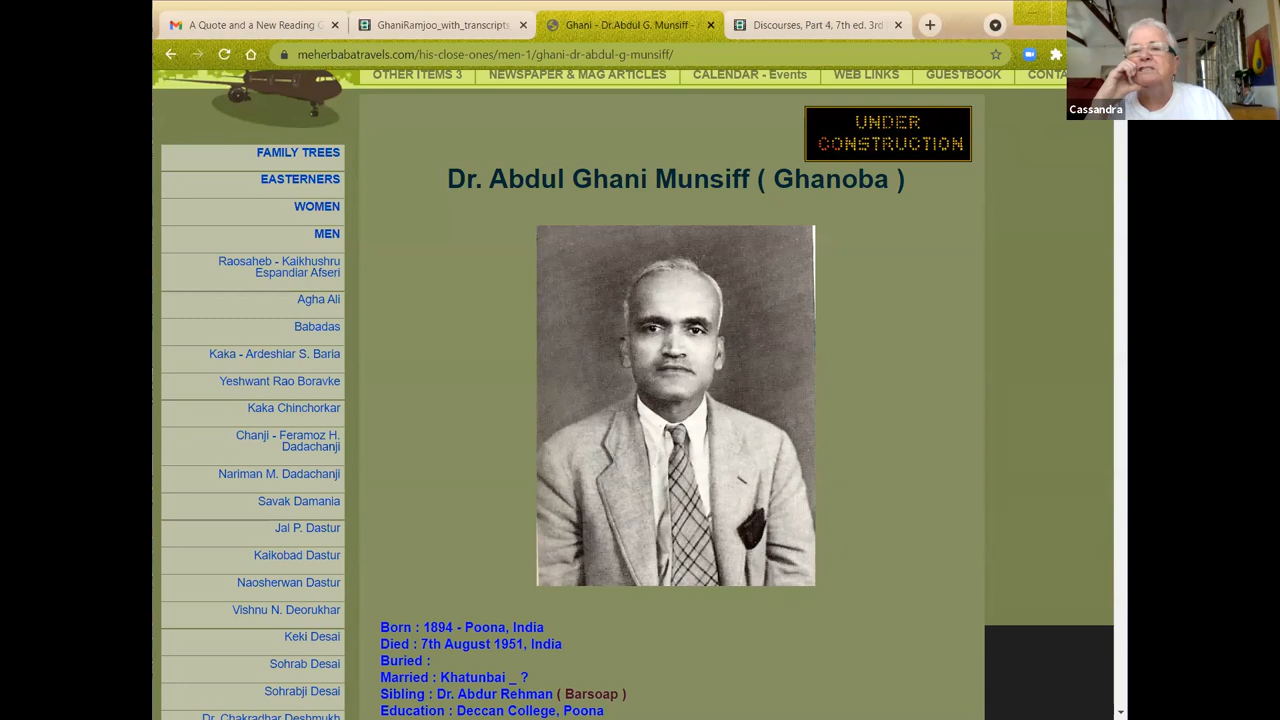 A Quote and a New Reading G
GhaniRamjoo_with_transcripts
Ghani - Dr.Abdul G. Munsiff -
Discourses, Part 4, 7th ed. 3rd
meherbabatravels.com/his-close-ones/men-1/ghani-dr-abdul-g-munsiff/
OTHER ITEMS 3
NEWSPAPER & MAG ARTICLES
CALENDAR - Events
WEB LINKS
GUESTBOOK
CONTA
Cassandra
UNDER
CONSTRUCTION
FAMILY TREES
EASTERNERS
WOMEN
MEN
Raosaheb - Kaikhushru
Espandiar Afseri
Agha Ali
Babadas
Kaka - Ardeshiar S. Baria
Yeshwant Rao Boravke
Kaka Chinchorkar
Chanji - Feramoz H.
Dadachanji
Nariman M. Dadachanji
Savak Damania
Jal P. Dastur
Kaikobad Dastur
Naosherwan Dastur
Vishnu N. Deorukhar
Keki Desai
Sohrab Desai
Sohrabji Desai
Dr. Chakradhar Deshmukh
Dr. Abdul Ghani Munsiff ( Ghanoba )
Born : 1894 - Poona, India
Died : 7th August 1951, India
Buried :
Married : Khatunbai _ ?
Sibling : Dr. Abdur Rehman ( Barsoap )
Education : Deccan College, Poona